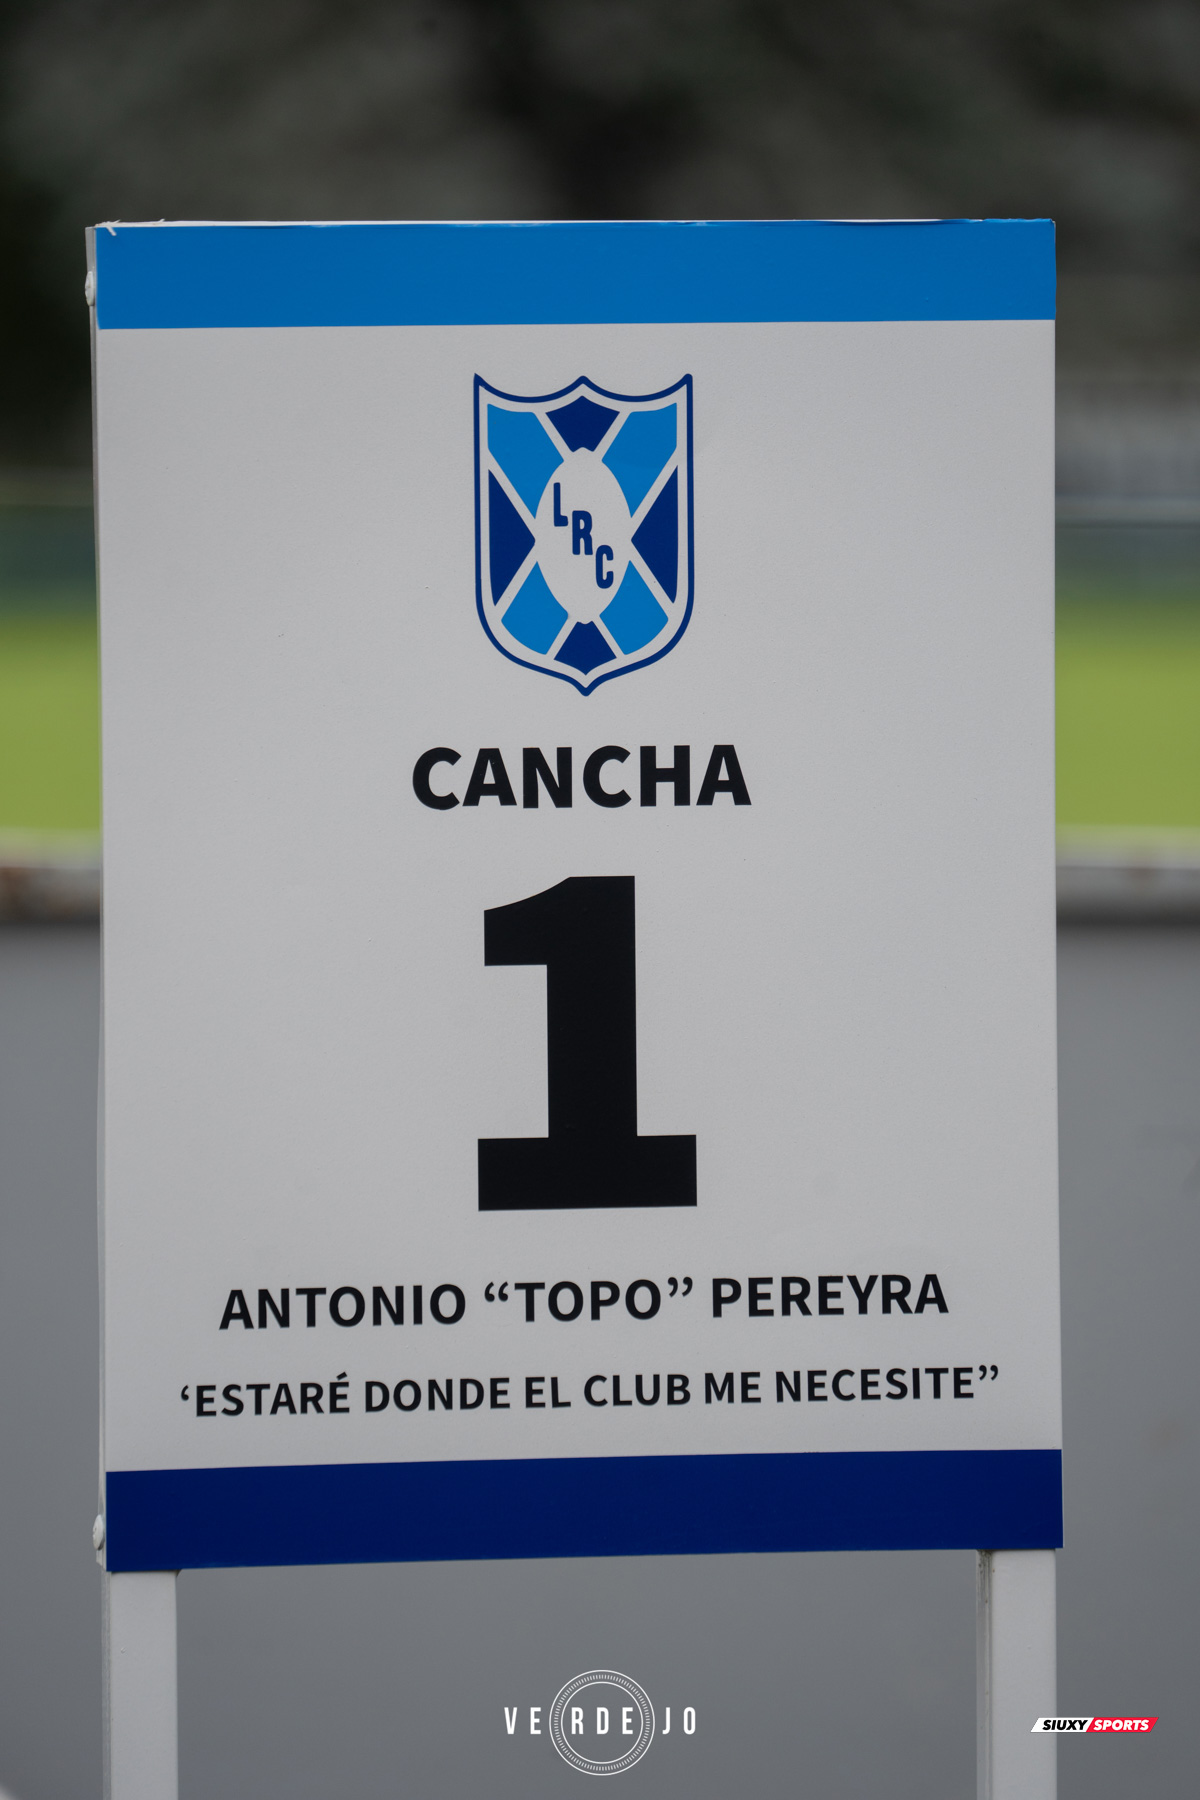 LRC
CANCHA
1
ANTONIO “TOPO” PEREYRA
‘ESTARÉ DONDE EL CLUB ME NECESITE”
VERDEJO
SIUXY SPORTS